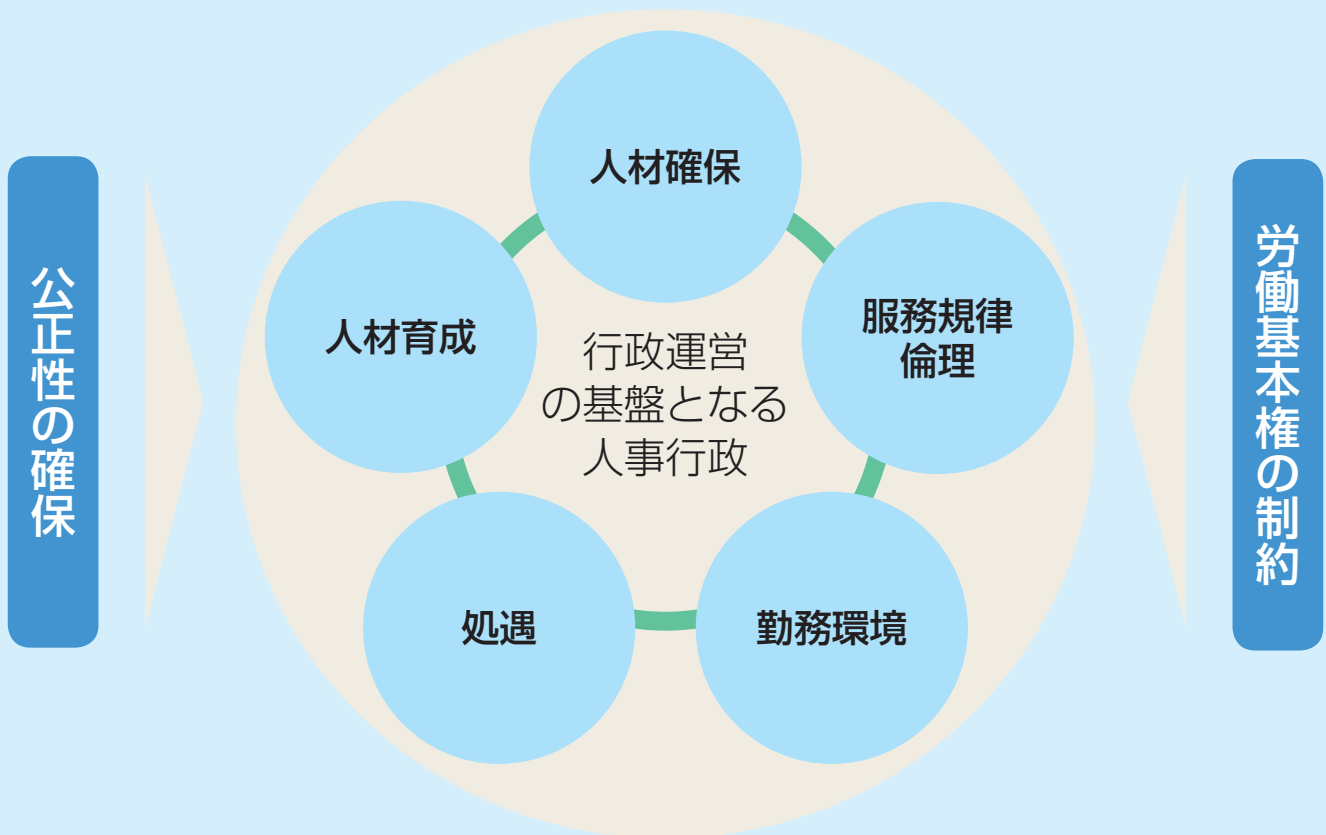 公正性の確保
人材確保
人材育成
服務規律
倫理
行政運営
の基盤となる
人事行政
処遇
勤務環境
労働基本権の制約